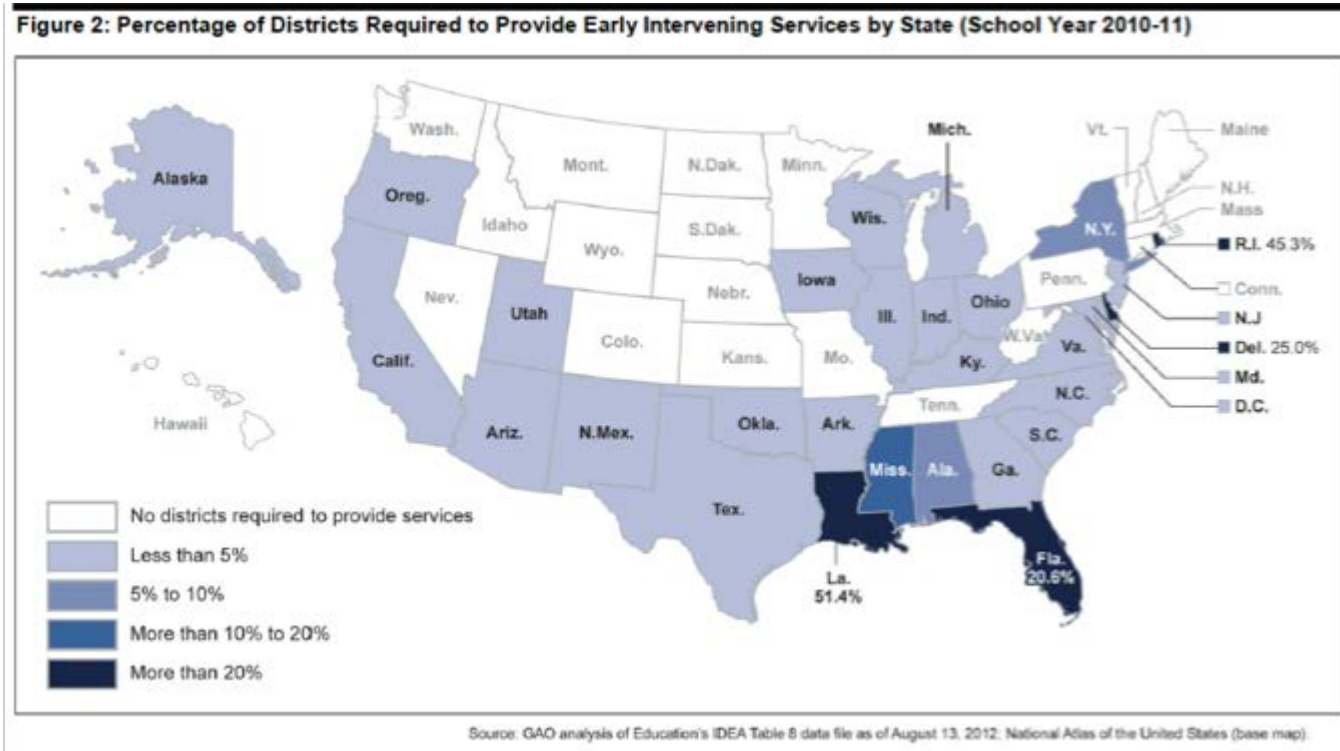 Figure 2: Percentage of Districts Required to Provide Early Intervening Services by State (School Year 2010-11)
Wash.
Mont.
N.Dak.
Minn.
Mich.
Vt.
Maine
Alaska
Oreg.
Idaho
Wyo.
S.Dak.
Wis.
N.Y.
N.H.
Mass
R.I. 45.3%
Nev.
Utah
Colo.
Nebr.
Iowa
Ill.
Ind.
Ohio
Penn.
Conn.
N.J
Calif.
Kans.
Mo.
Ky.
W.Va
Va.
Del. 25.0%
Md.
D.C.
Hawaii
Ariz.
N.Mex.
Okla.
Ark.
Tenn.
N.C.
S.C.
Tex.
Miss.
Ala.
Ga.
La.
51.4%
Fla.
20.6%
No districts required to provide services
Less than 5%
5% to 10%
More than 10% to 20%
More than 20%
Source: GAO analysis of Education's IDEA Table 8 data file as of August 13, 2012; National Atlas of the United States (base map).